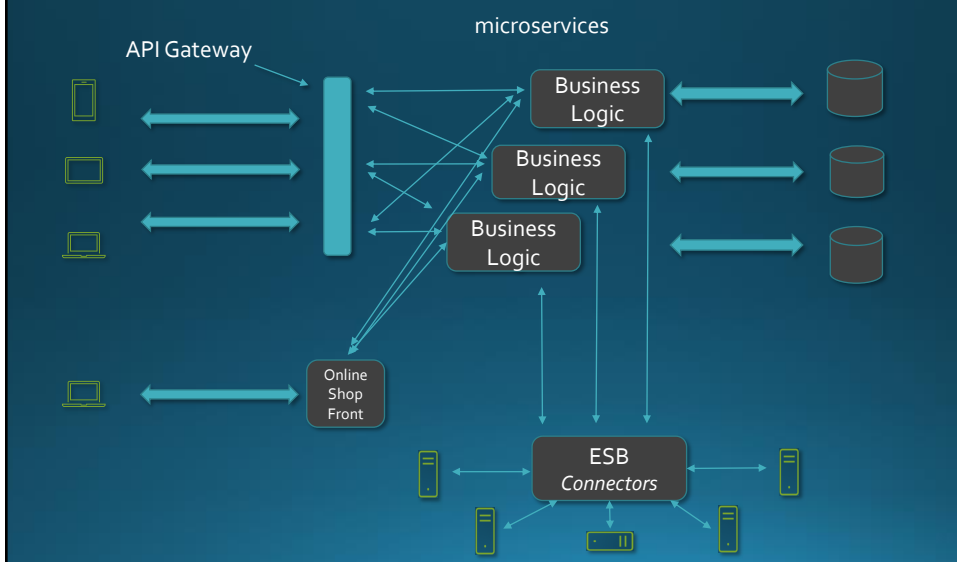 microservices
API Gateway
Business
Logic
Business
Logic
Business
Logic
Online
Shop
Front
ESB
Connectors